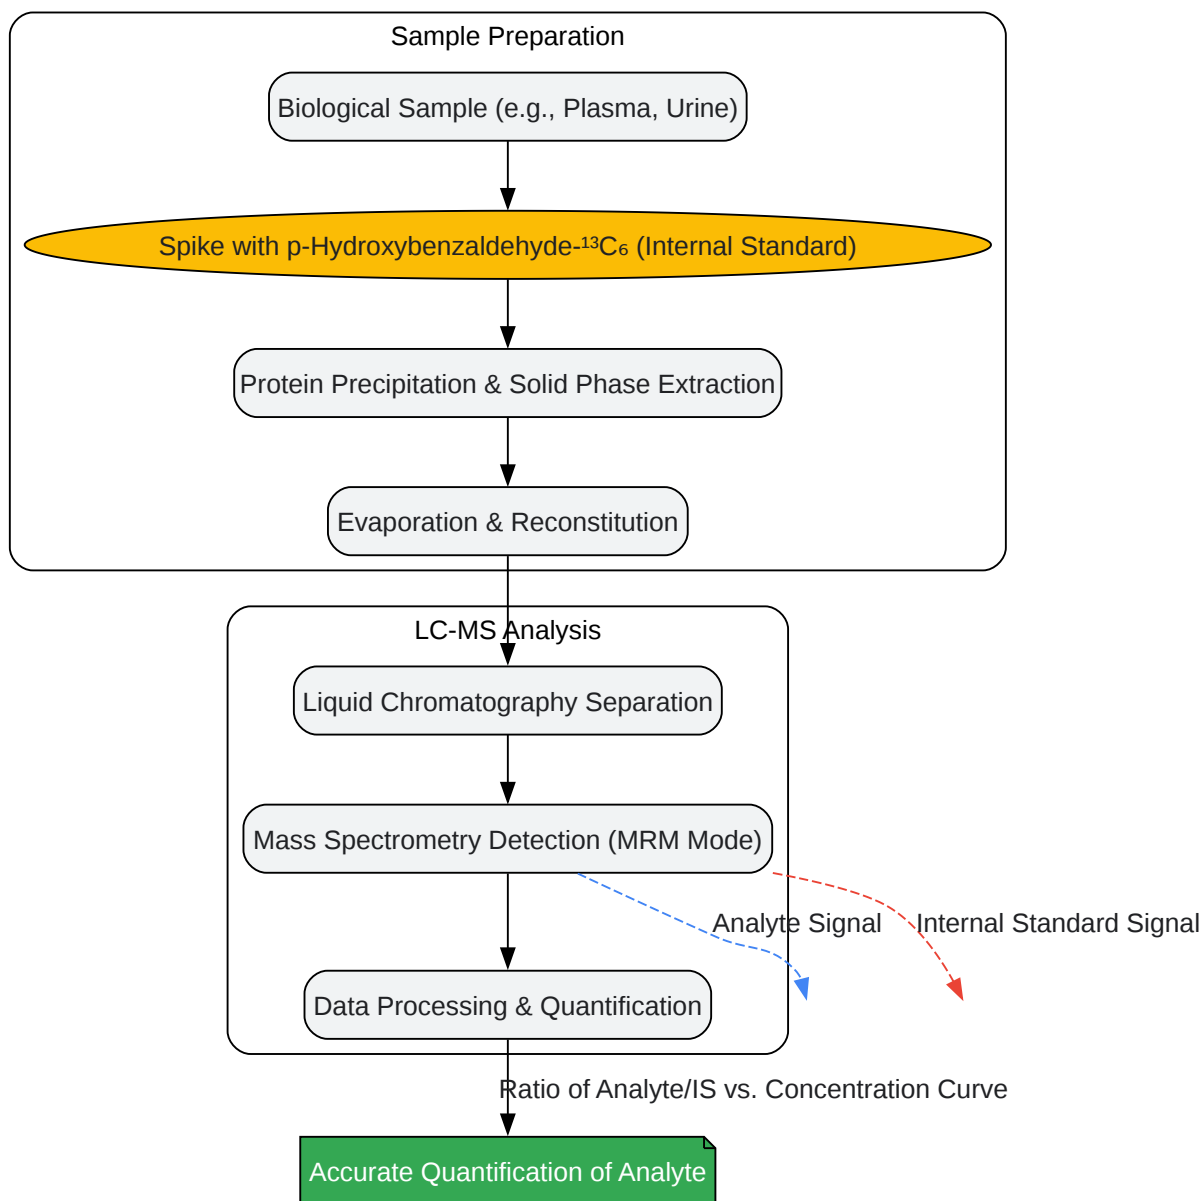 Sample Preparation
Biological Sample (e.g., Plasma, Urine)
Spike with p-Hydroxybenzaldehyde-¹³C₆ (Internal Standard)
Protein Precipitation & Solid Phase Extraction
Evaporation & Reconstitution
LC-MS Analysis
Liquid Chromatography Separation
Mass Spectrometry Detection (MRM Mode)
Analyte Signal
Internal Standard Signal
Data Processing & Quantification
Ratio of Analyte/IS vs. Concentration Curve
Accurate Quantification of Analyte